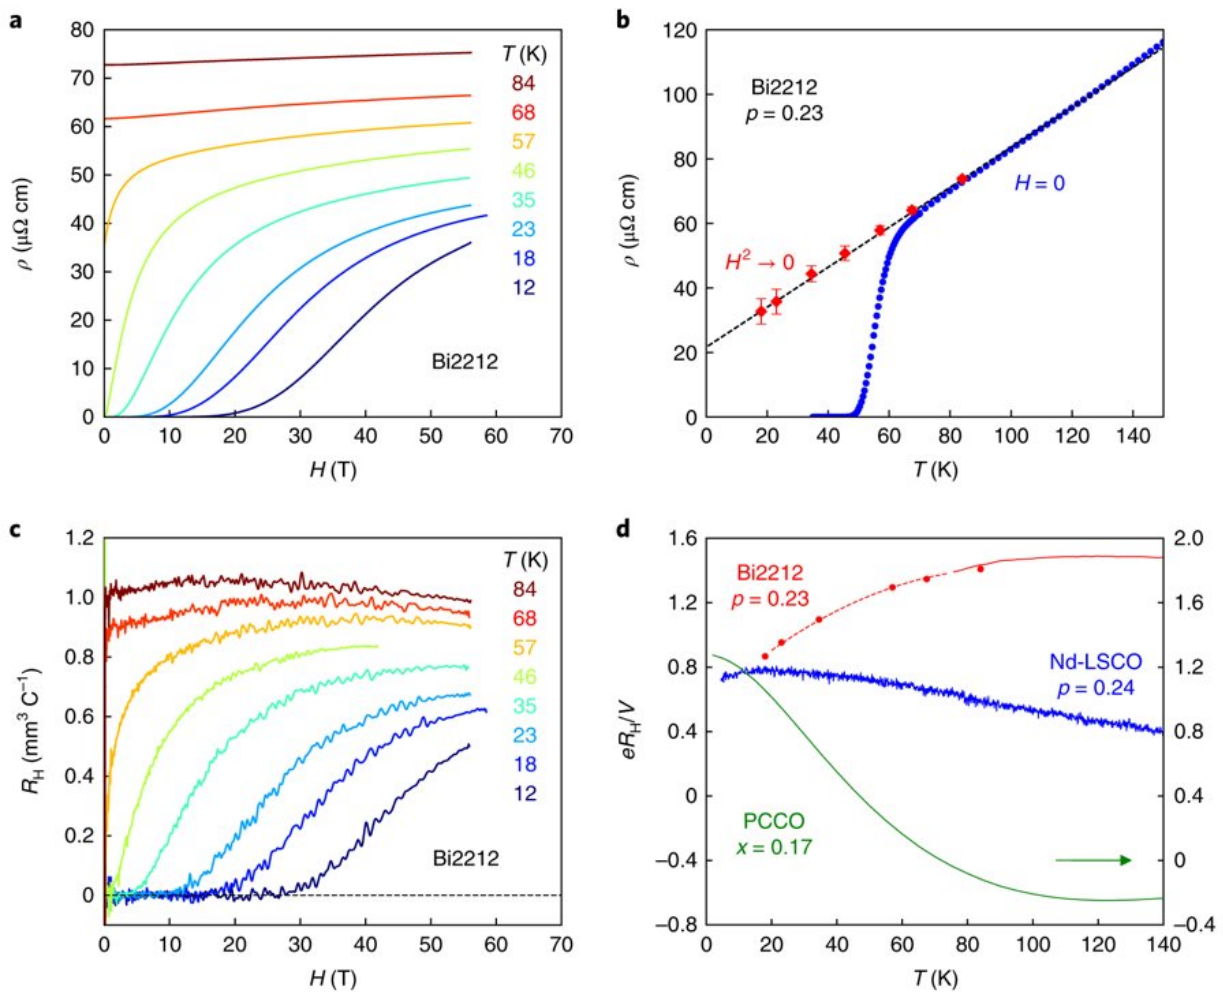 a
80
70
60
50
40
30
20
10
0
ρ (μΩ cm)
T (K)
84
68
57
46
35
23
18
12
Bi2212
0 10 20 30 40 50 60 70
H (T)
b
120
100
80
60
40
20
0
ρ (μΩ cm)
Bi2212
p = 0.23
H = 0
H² → 0
0 20 40 60 80 100 120 140
T (K)
c
1.2
1.0
0.8
0.6
0.4
0.2
0
R_H (mm³ C⁻¹)
T (K)
84
68
57
46
35
23
18
12
Bi2212
0 10 20 30 40 50 60 70
H (T)
d
1.6
1.2
0.8
0.4
0
−0.4
−0.8
eR_H/V
Bi2212
p = 0.23
Nd-LSCO
p = 0.24
PCCO
x = 0.17
2.0
1.6
1.2
0.8
0.4
0
−0.4
0 20 40 60 80 100 120 140
T (K)